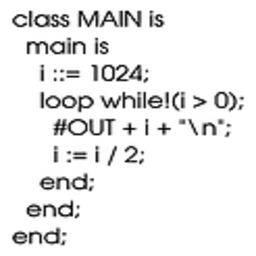 class MAIN is
main is
i ::= 1024;
loop while!(i > 0);
#OUT + i + "\n";
i := i / 2;
end;
end;
end;